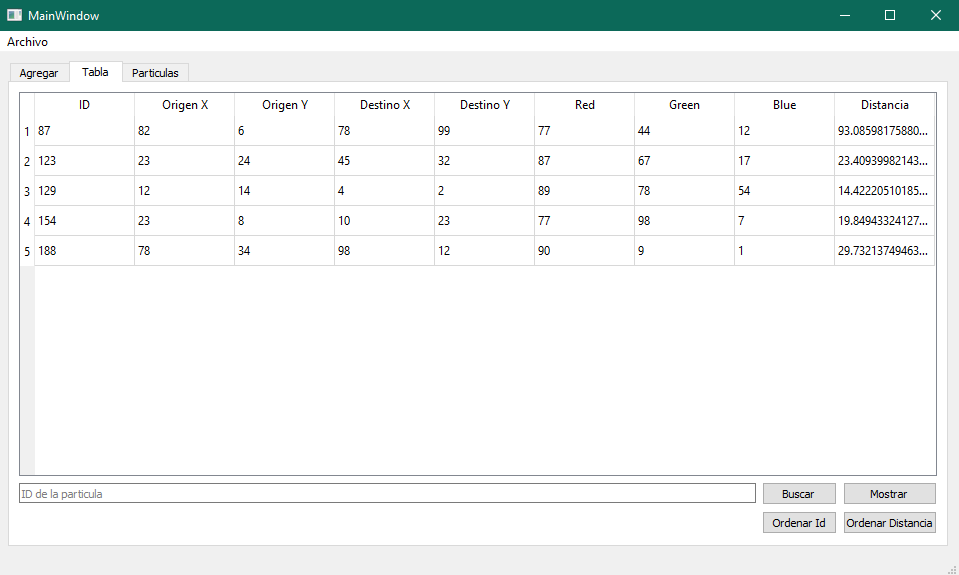 MainWindow
Archivo
Agregar Tabla Particulas
ID Origen X Origen Y Destino X Destino Y Red Green Blue Distancia
1 87 82 6 78 99 77 44 12 93.08598175880...
2 123 23 24 45 32 87 67 17 23.40939982143...
3 129 12 14 4 2 89 78 54 14.42220510185...
4 154 23 8 10 23 77 98 7 19.84943324127...
5 188 78 34 98 12 90 9 1 29.73213749463...
ID de la particula Buscar Mostrar
Ordenar Id Ordenar Distancia